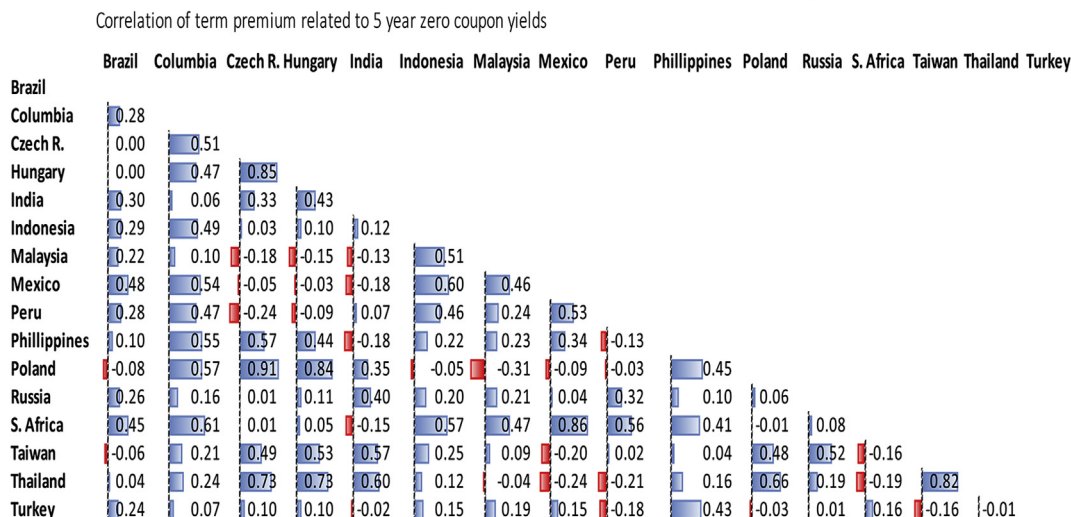 Correlation of term premium related to 5 year zero coupon yields
Brazil Columbia Czech R. Hungary India Indonesia Malaysia Mexico Peru Phillippines Poland Russia S. Africa Taiwan Thailand Turkey
Brazil
Columbia 0.28
Czech R. 0.00 0.51
Hungary 0.00 0.47 0.85
India 0.30 0.06 0.33 0.43
Indonesia 0.29 0.49 0.03 0.10 0.12
Malaysia 0.22 0.10 -0.18 -0.15 -0.13 0.51
Mexico 0.48 0.54 -0.05 -0.03 -0.18 0.60 0.46
Peru 0.28 0.47 -0.24 -0.09 0.07 0.46 0.24 0.53
Phillippines 0.10 0.55 0.57 0.44 -0.18 0.22 0.23 0.34 -0.13
Poland -0.08 0.57 0.91 0.84 0.35 -0.05 -0.31 -0.09 -0.03 0.45
Russia 0.26 0.16 0.01 0.11 0.40 0.20 0.21 0.04 0.32 0.10 0.06
S. Africa 0.45 0.61 0.01 0.05 -0.15 0.57 0.47 0.86 0.56 0.41 -0.01 0.08
Taiwan -0.06 0.21 0.49 0.53 0.57 0.25 0.09 -0.20 0.02 0.04 0.48 0.52 -0.16
Thailand 0.04 0.24 0.73 0.73 0.60 0.12 -0.04 -0.24 -0.21 0.16 0.66 0.19 -0.19 0.82
Turkey 0.24 0.07 0.10 0.10 -0.02 0.15 0.19 0.15 -0.18 0.43 -0.03 0.01 0.16 -0.16 -0.01